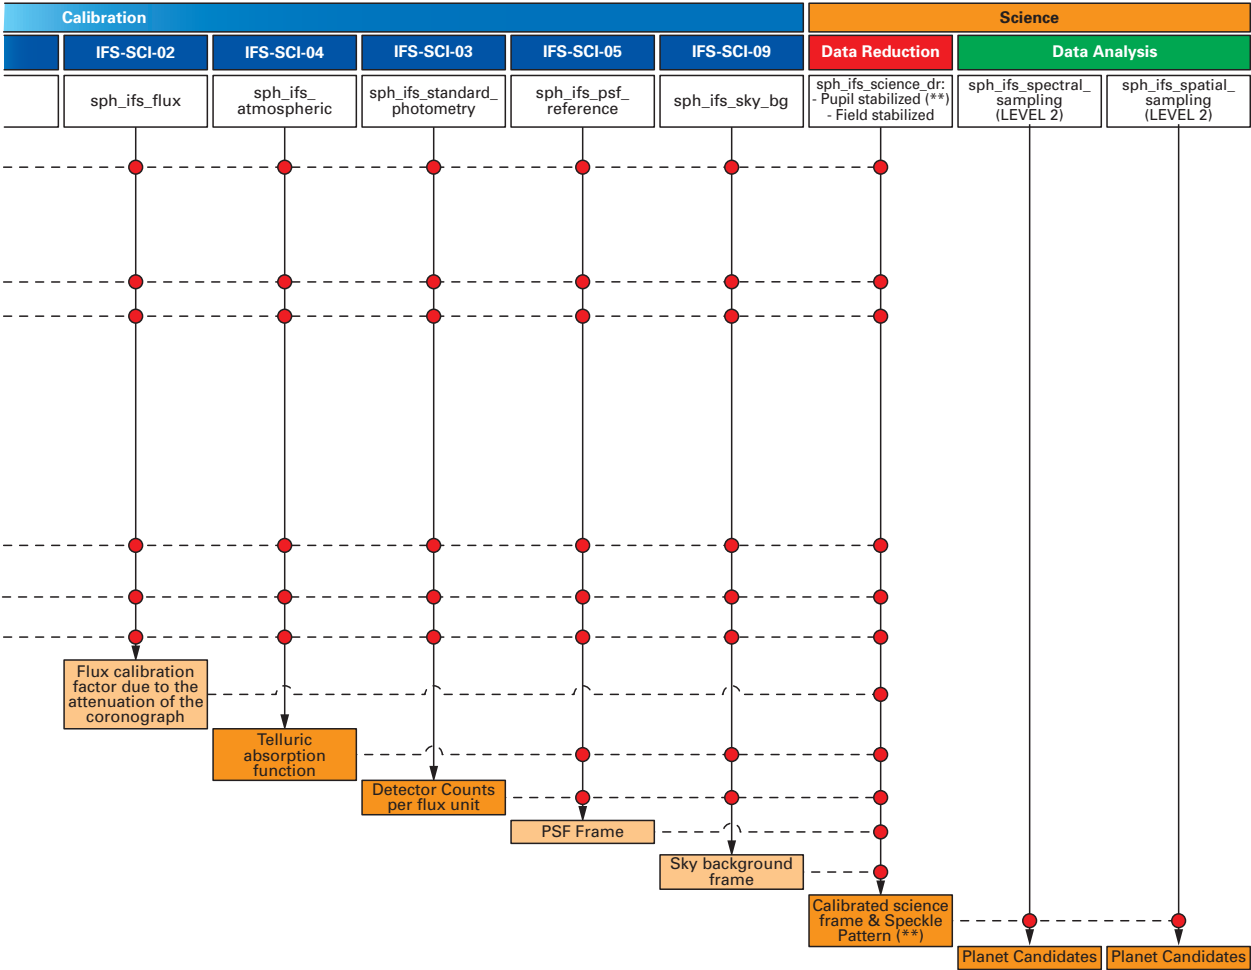 Calibration
Science
IFS-SCI-02
IFS-SCI-04
IFS-SCI-03
IFS-SCI-05
IFS-SCI-09
Data Reduction
Data Analysis
sph_ifs_flux
sph_ifs_
atmospheric
sph_ifs_standard_
photometry
sph_ifs_psf_
reference
sph_ifs_sky_bg
sph_ifs_science_dr:
- Pupil stabilized (**)
- Field stabilized
sph_ifs_spectral_
sampling
(LEVEL 2)
sph_ifs_spatial_
sampling
(LEVEL 2)
Flux calibration
factor due to the
attenuation of the
coronograph
Telluric
absorption
function
Detector Counts
per flux unit
PSF Frame
Sky background
frame
Calibrated science
frame & Speckle
Pattern (**)
Planet Candidates
Planet Candidates